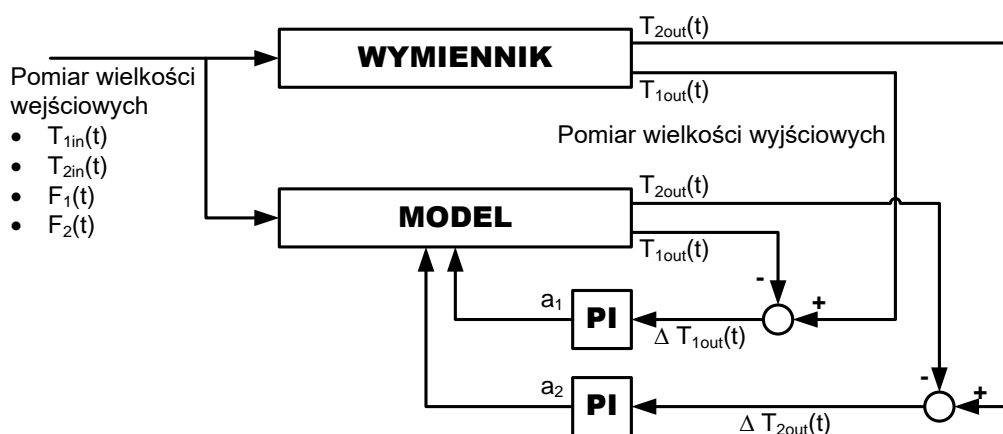 T2out(t)
WYMIENNIK
Pomiar wielkości
wejściowych
• T1in(t)
• T2in(t)
• F1(t)
• F2(t)
T1out(t)
Pomiar wielkości wyjściowych
T2out(t)
MODEL
T1out(t)
-
+
a1
PI
Δ T1out(t)
-
+
a2
PI
Δ T2out(t)